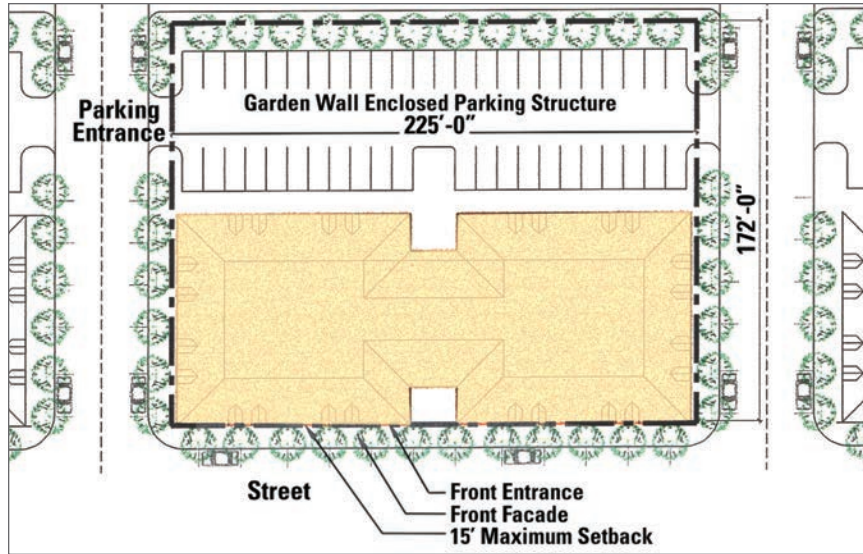 Garden Wall Enclosed Parking Structure
225'-0"
Parking
Entrance
172'-0"
Street
Front Entrance
Front Facade
15' Maximum Setback